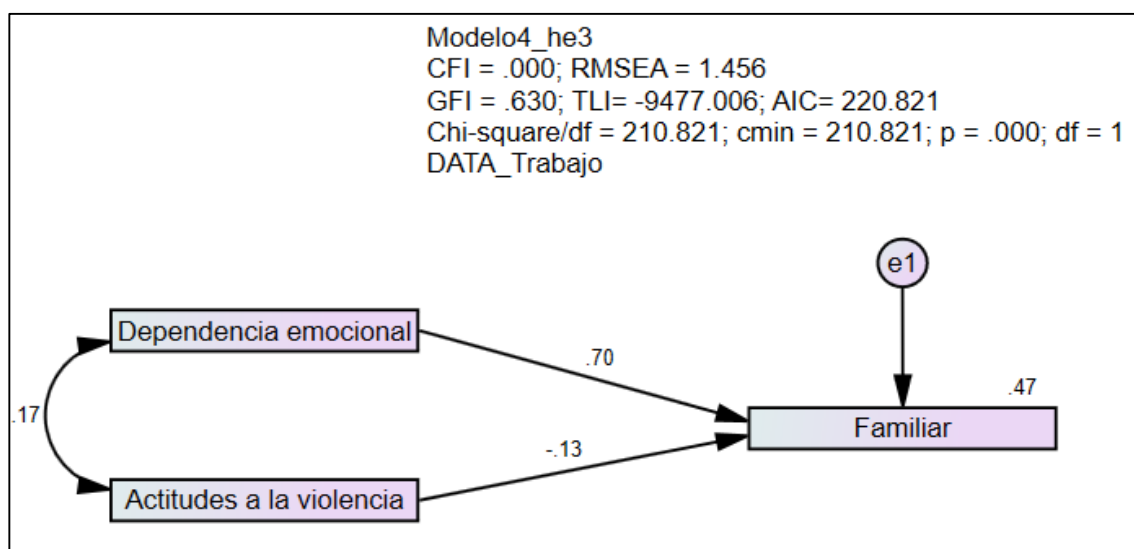 Modelo4_he3
CFI = .000; RMSEA = 1.456
GFI = .630; TLI= -9477.006; AIC= 220.821
Chi-square/df = 210.821; cmin = 210.821; p = .000; df = 1
DATA_Trabajo
e1
Dependencia emocional
.70
.47
.17
Familiar
-.13
Actitudes a la violencia